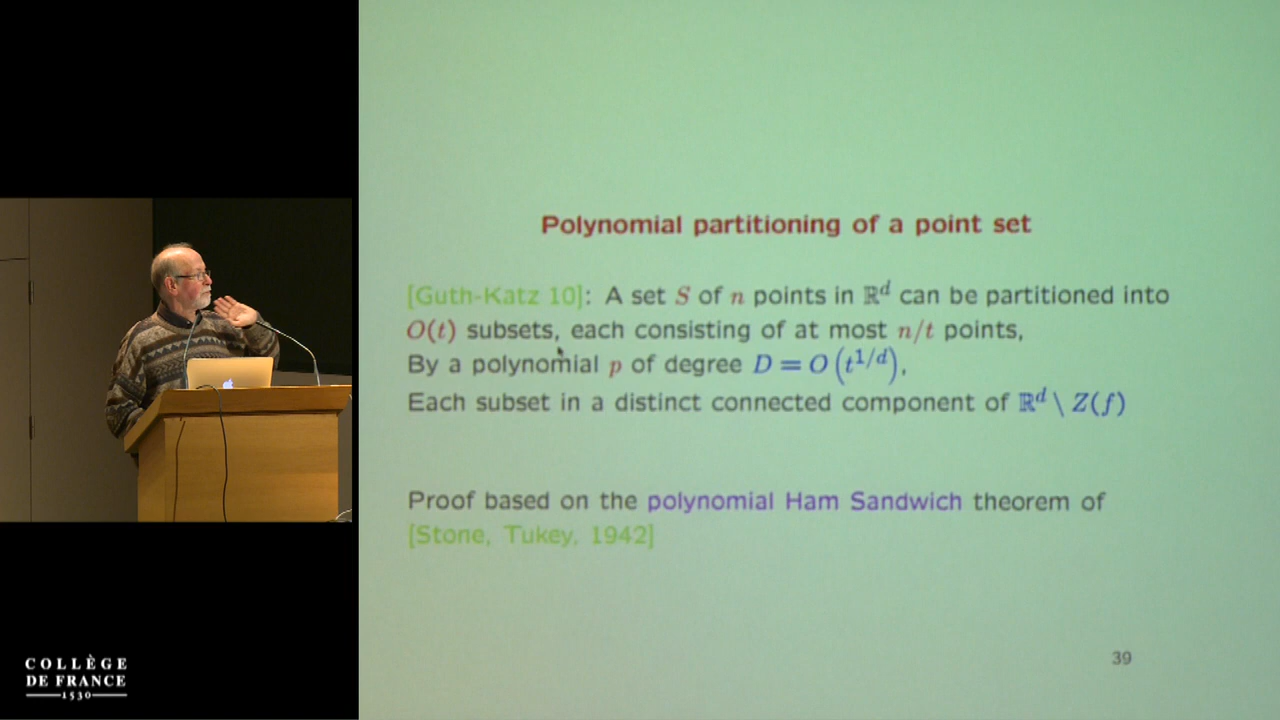 Polynomial partitioning of a point set
[Guth-Katz 10]: A set S of n points in ℝ^d can be partitioned into
O(t) subsets, each consisting of at most n/t points,
By a polynomial p of degree D = O(t^{1/d}),
Each subset in a distinct connected component of ℝ^d \ Z(f)
Proof based on the polynomial Ham Sandwich theorem of
[Stone, Tukey, 1942]
39
COLLÈGE
DE FRANCE
1530